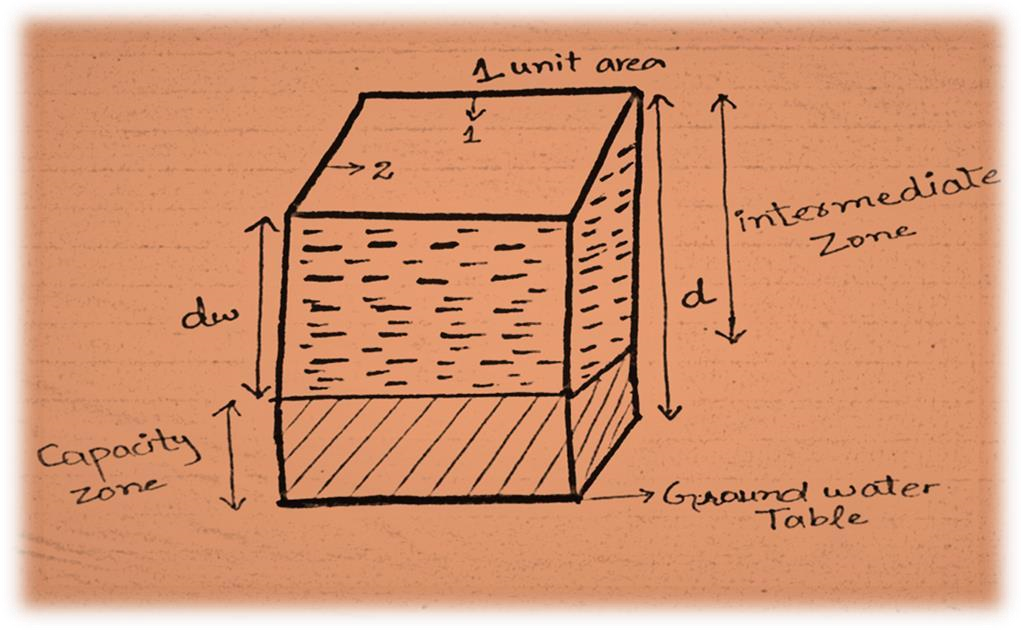 1 unit area
1
2
intermediate
Zone
dw
d
Capacity
zone
Ground water
Table